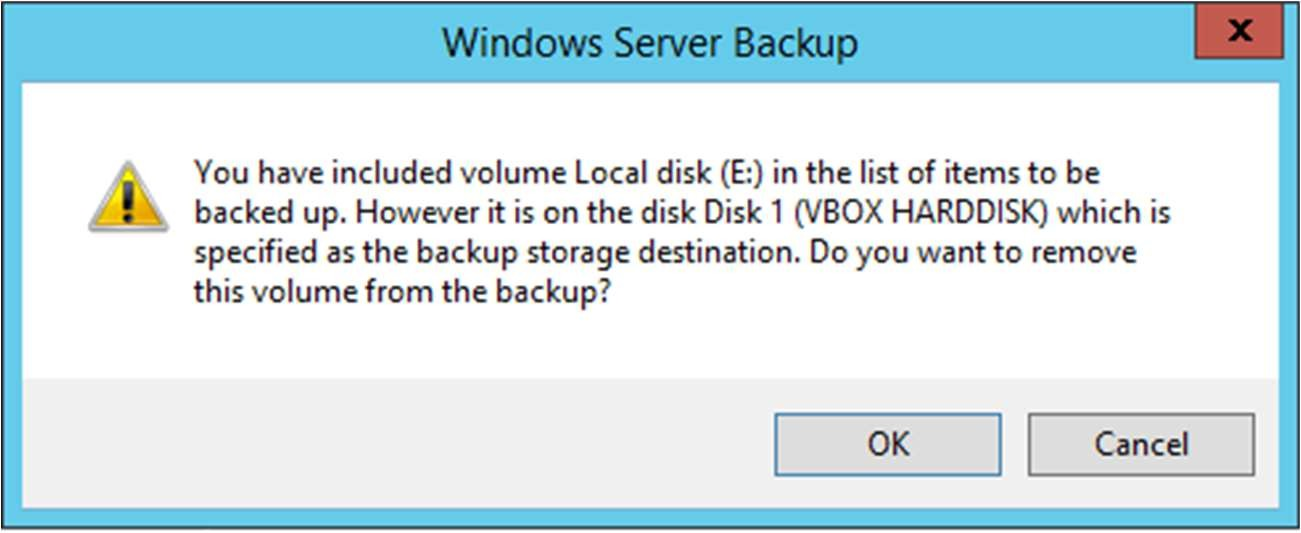 Windows Server Backup
x
You have included volume Local disk (E:) in the list of items to be
backed up. However it is on the disk Disk 1 (VBOX HARDDISK) which is
specified as the backup storage destination. Do you want to remove
this volume from the backup?
OK
Cancel